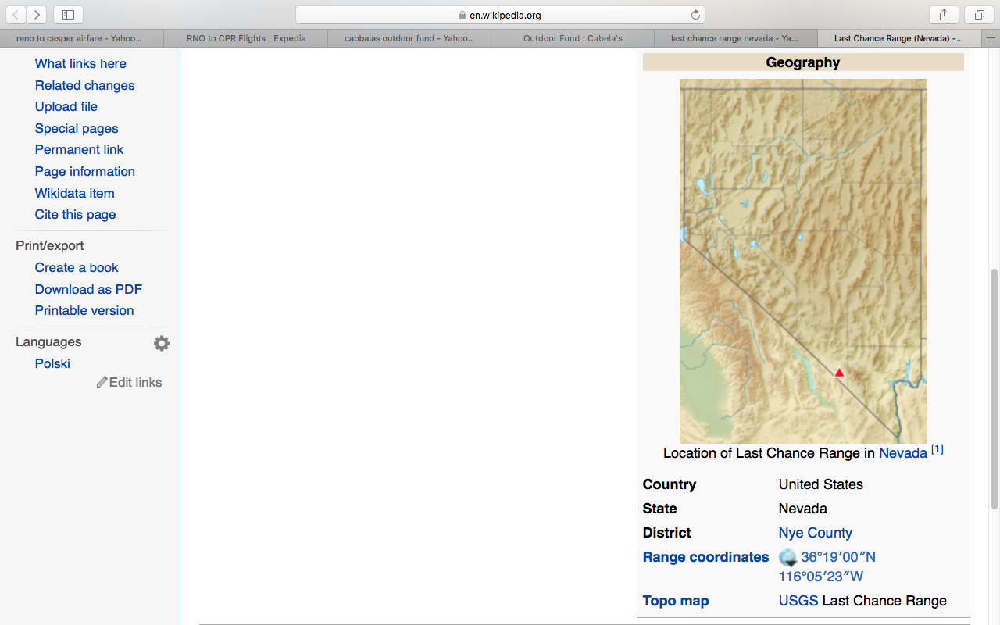 en.wikipedia.org
reno to casper airfare - Yahoo...
RNO to CPR Flights | Expedia
cabbalas outdoor fund - Yahoo...
Outdoor Fund : Cabela's
last chance range nevada - Ya...
Last Chance Range (Nevada) -...
What links here
Related changes
Upload file
Special pages
Permanent link
Page information
Wikidata item
Cite this page
Print/export
Create a book
Download as PDF
Printable version
Languages
Polski
Edit links
Geography
Location of Last Chance Range in Nevada [1]
Country United States
State Nevada
District Nye County
Range coordinates 36°19′00″N
116°05′23″W
Topo map USGS Last Chance Range